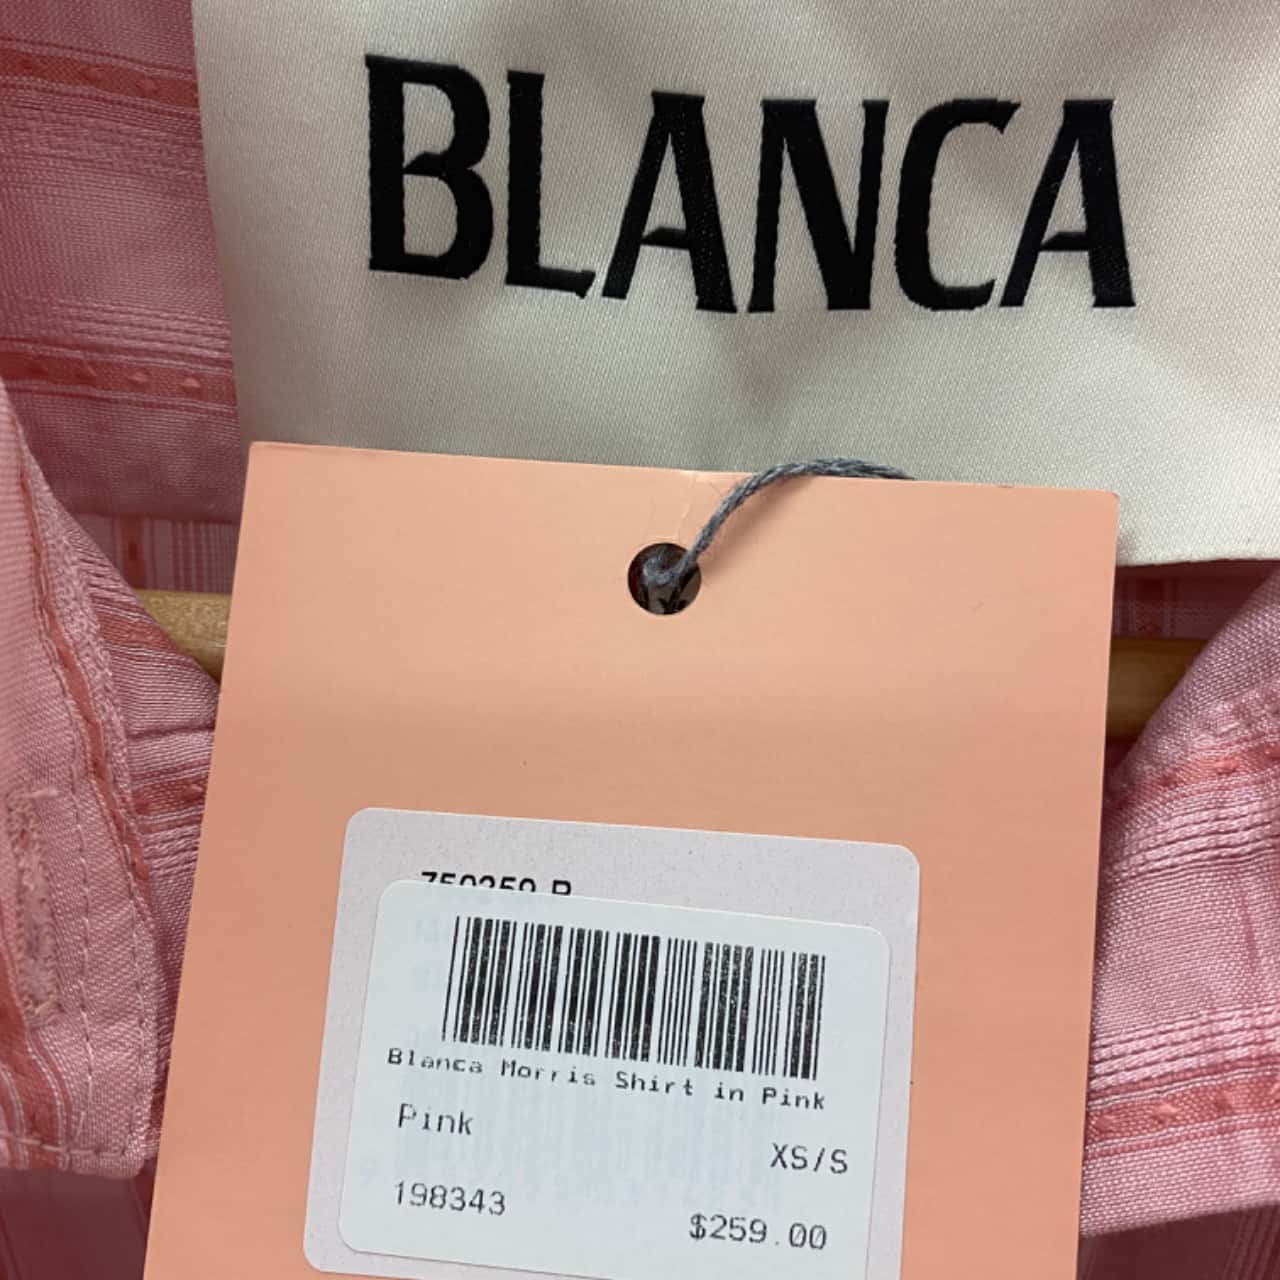 BLANCA
Blanca Morris Shirt in Pink
Pink
XS/S
198343
$259.00